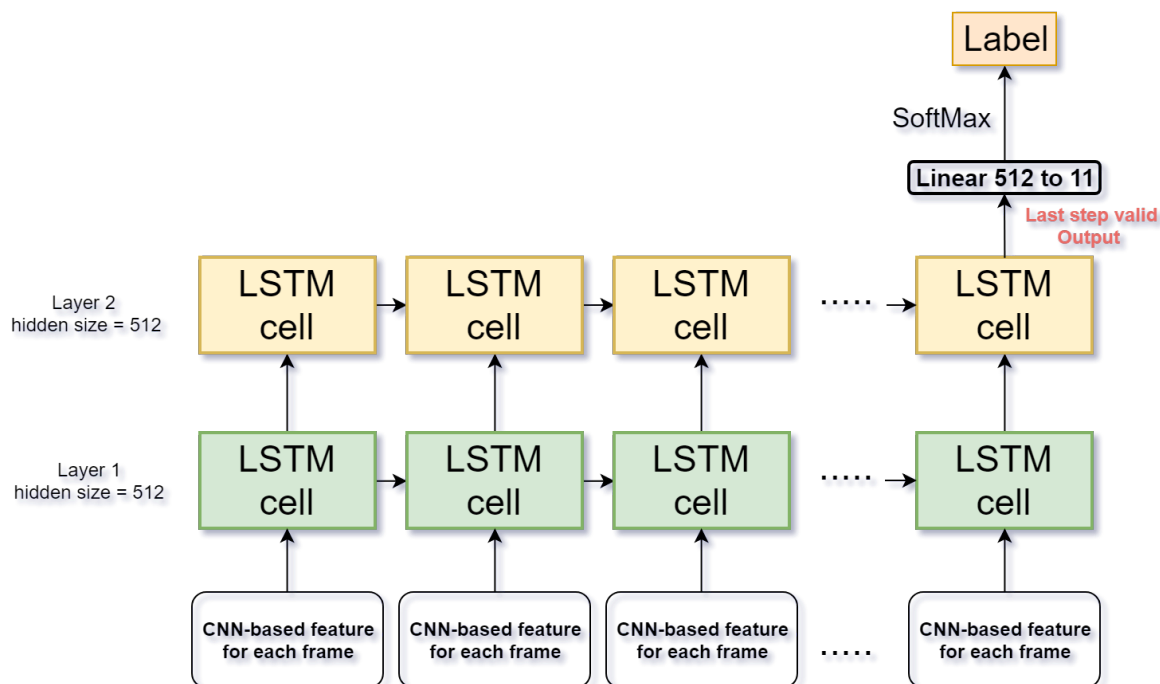 Label
SoftMax
Linear 512 to 11
Last step valid
Output
Layer 2
hidden size = 512
LSTM
cell
LSTM
cell
LSTM
cell
.....
LSTM
cell
Layer 1
hidden size = 512
LSTM
cell
LSTM
cell
LSTM
cell
.....
LSTM
cell
CNN-based feature
for each frame
CNN-based feature
for each frame
CNN-based feature
for each frame
.....
CNN-based feature
for each frame